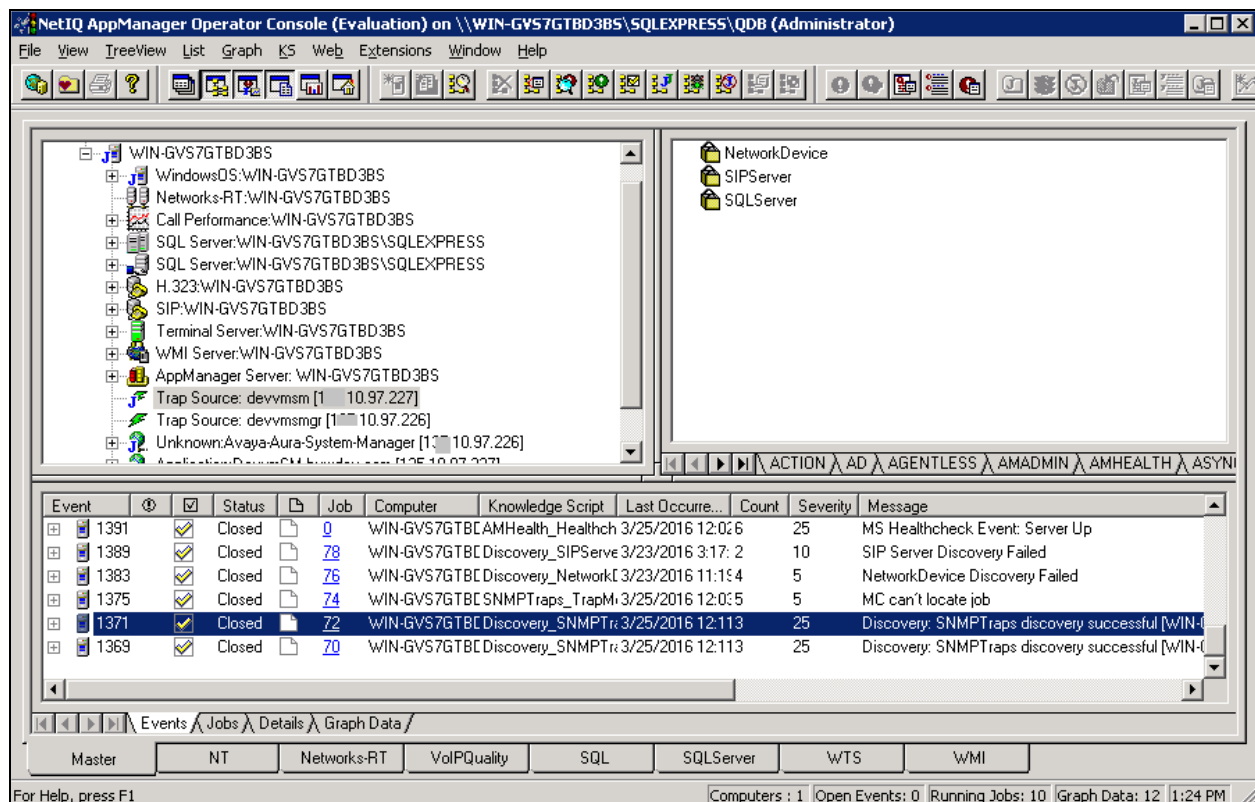 NetIQ AppManager Operator Console (Evaluation) on \\WIN-GVS7GTBD3BS\SQLEXPRESS\QDB (Administrator)
File View TreeView List Graph KS Web Extensions Window Help
WIN-GVS7GTBD3BS
WindowsOS:WIN-GVS7GTBD3BS
Networks-RT:WIN-GVS7GTBD3BS
Call Performance:WIN-GVS7GTBD3BS
SQL Server:WIN-GVS7GTBD3BS\SQLEXPRESS
SQL Server:WIN-GVS7GTBD3BS\SQLEXPRESS
H.323:WIN-GVS7GTBD3BS
SIP:WIN-GVS7GTBD3BS
Terminal Server:WIN-GVS7GTBD3BS
WMI Server:WIN-GVS7GTBD3BS
AppManager Server: WIN-GVS7GTBD3BS
Trap Source: devvmsm [1 10.97.227]
Trap Source: devvmsmgr [1 10.97.226]
Unknown:Avaya-Aura-System-Manager [13 10.97.226]
NetworkDevice
SIPServer
SQLServer
ACTION AD AGENTLESS AMADMIN AMHEALTH ASYN
Event Status Job Computer Knowledge Script Last Occurre... Count Severity Message
1391 Closed 0 WIN-GVS7GTBD AMHealth_Healthch 3/25/2016 12:02 6 25 MS Healthcheck Event: Server Up
1389 Closed 78 WIN-GVS7GTBD Discovery_SIPServe 3/23/2016 3:17: 2 10 SIP Server Discovery Failed
1383 Closed 76 WIN-GVS7GTBD Discovery_Network 3/23/2016 11:19 4 5 NetworkDevice Discovery Failed
1375 Closed 74 WIN-GVS7GTBD SNMPTraps_TrapM 3/25/2016 12:03 5 5 MC can't locate job
1371 Closed 72 WIN-GVS7GTBD Discovery_SNMPTr 3/25/2016 12:11 3 25 Discovery: SNMPTraps discovery successful [WIN-
1369 Closed 70 WIN-GVS7GTBD Discovery_SNMPTr 3/25/2016 12:11 3 25 Discovery: SNMPTraps discovery successful [WIN-
Events Jobs Details Graph Data
Master NT Networks-RT VoIPQuality SQL SQLServer WTS WMI
For Help, press F1 Computers : 1 Open Events: 0 Running Jobs: 10 Graph Data: 12 1:24 PM